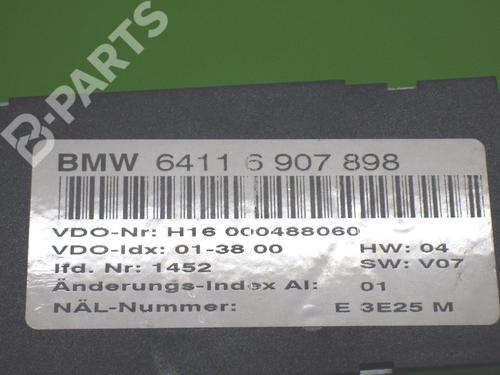 B-PARTS
BMW 6411 6 907 898
VDO-Nr: H16 000488060
VDO-Idx: 01-38 00 HW: 04
lfd. Nr: 1452 SW: V07
Änderungs-Index AI: 01
NÄL-Nummer: E 3E25 M